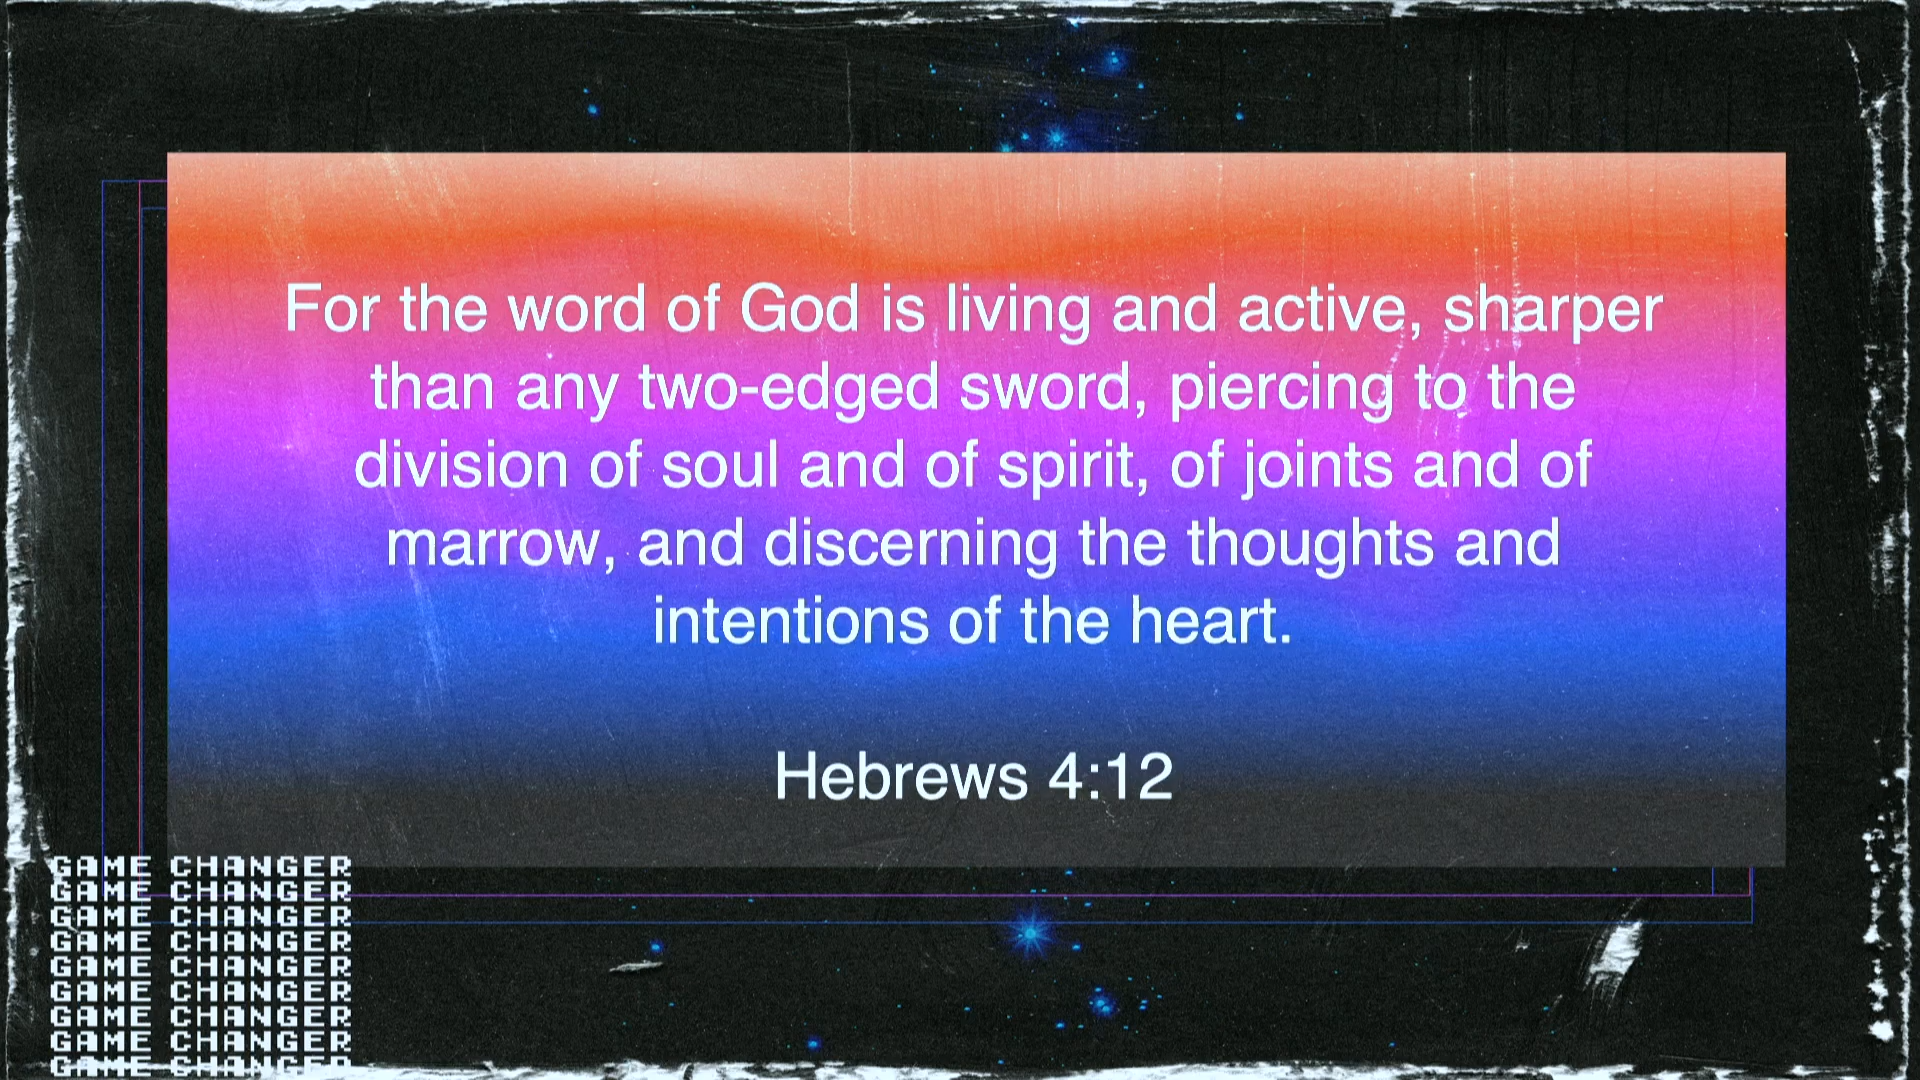 For the word of God is living and active, sharper
than any two-edged sword, piercing to the
division of soul and of spirit, of joints and of
marrow, and discerning the thoughts and
intentions of the heart.
Hebrews 4:12
GAME CHANGER
GAME CHANGER
GAME CHANGER
GAME CHANGER
GAME CHANGER
GAME CHANGER
GAME CHANGER
GAME CHANGER
GAME CHANGER